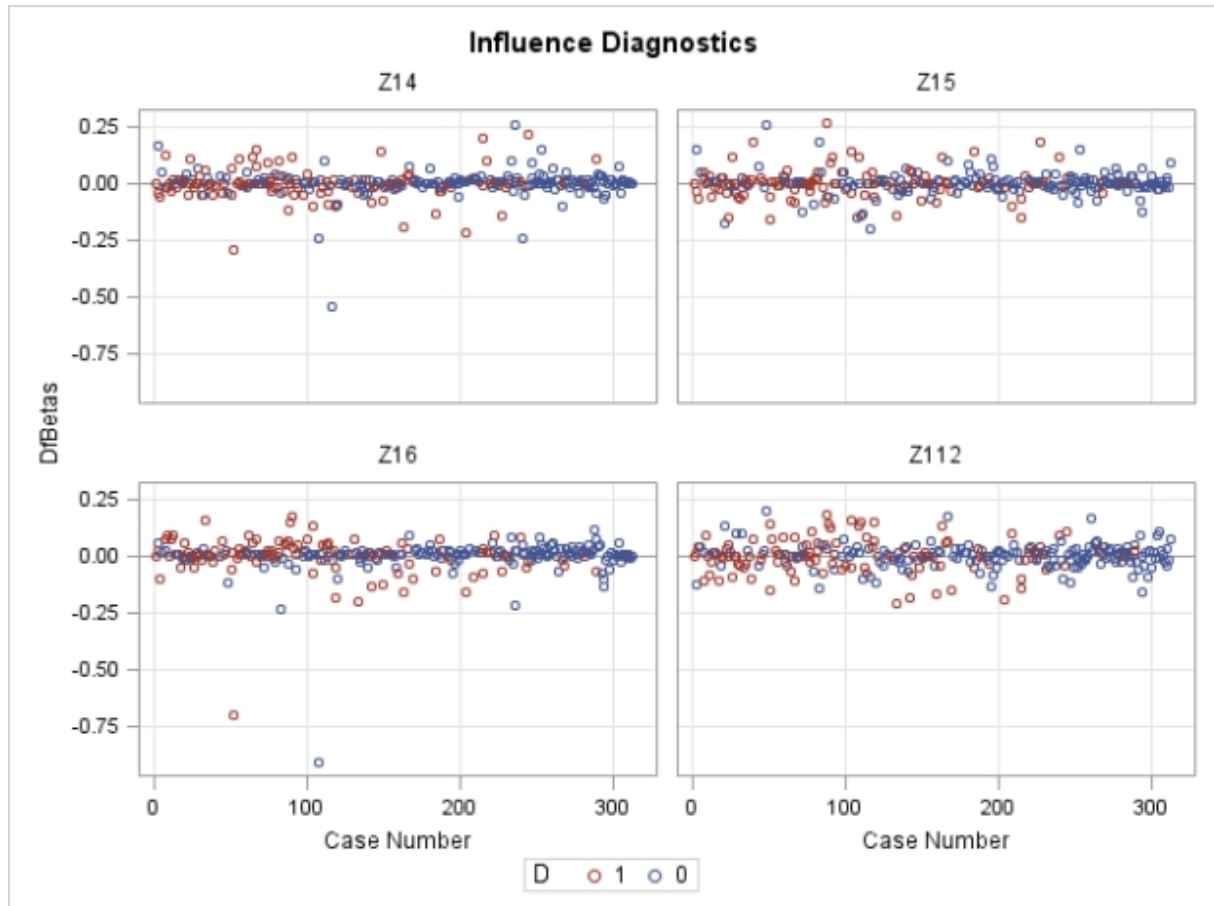 Influence Diagnostics
Z14 Z15
0.25
0.00
-0.25
-0.50
-0.75
DfBetas
Z16 Z112
0.25
0.00
-0.25
-0.50
-0.75
0 100 200 300 0 100 200 300
Case Number Case Number
D 1 0